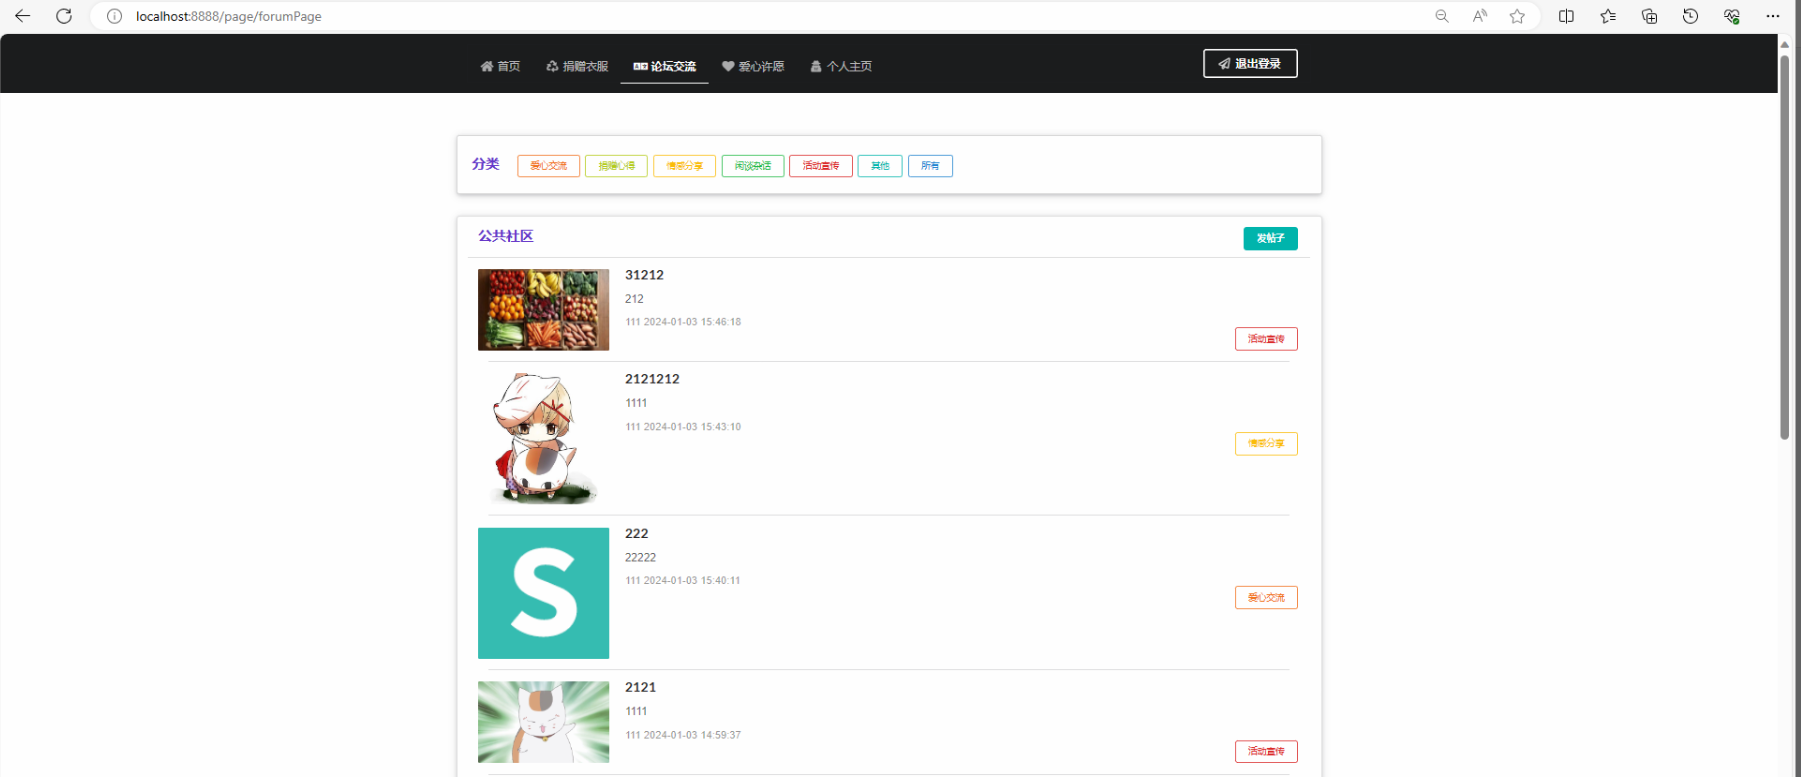 localhost:8888/page/forumPage
首页 捐赠衣服 论坛交流 爱心许愿 个人主页 退出登录
分类 爱心交流 捐赠心得 情感分享 闲谈杂话 活动宣传 其他 所有
公共社区 发帖子
31212
212
111 2024-01-03 15:46:18
活动宣传
2121212
1111
111 2024-01-03 15:43:10
情感分享
S
222
22222
111 2024-01-03 15:40:11
爱心交流
2121
1111
111 2024-01-03 14:59:37
活动宣传